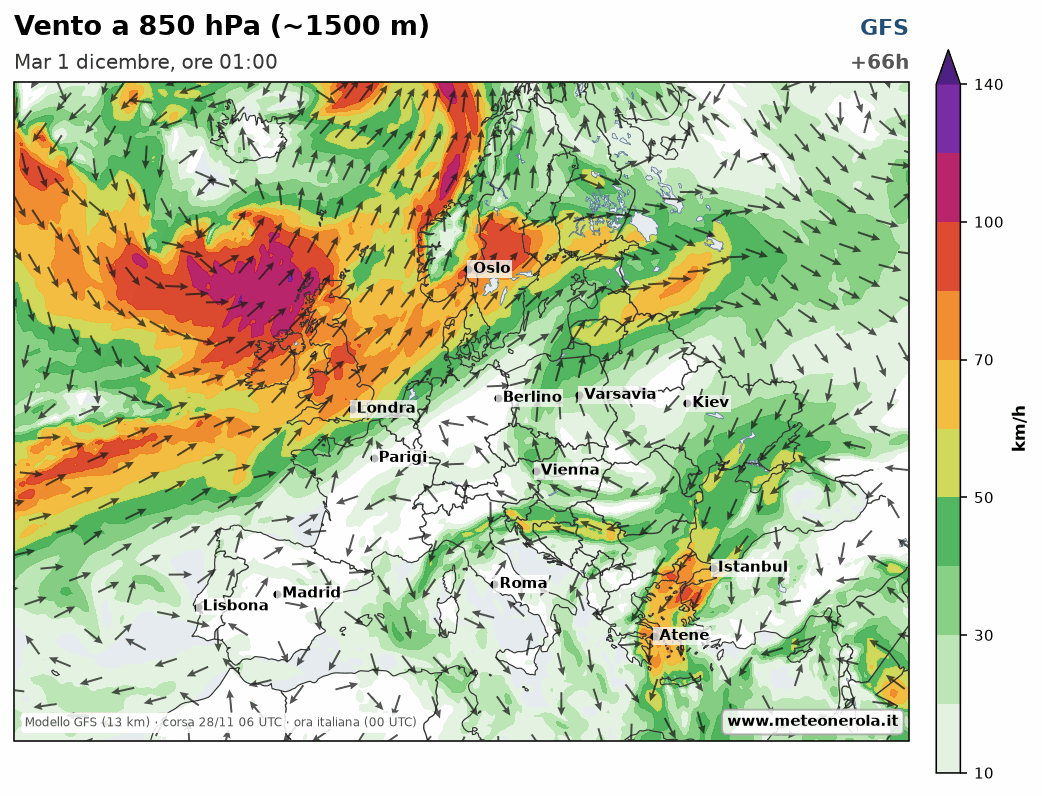 Vento a 850 hPa (~1500 m)
GFS
Mar 1 dicembre, ore 01:00
+66h
140
100
70
50
30
10
km/h
Oslo
Berlino
Varsavia
Kiev
Londra
Parigi
Vienna
Istanbul
Roma
Madrid
Lisbona
Atene
Modello GFS (13 km) · corsa 28/11 06 UTC · ora italiana (00 UTC)
www.meteonerola.it